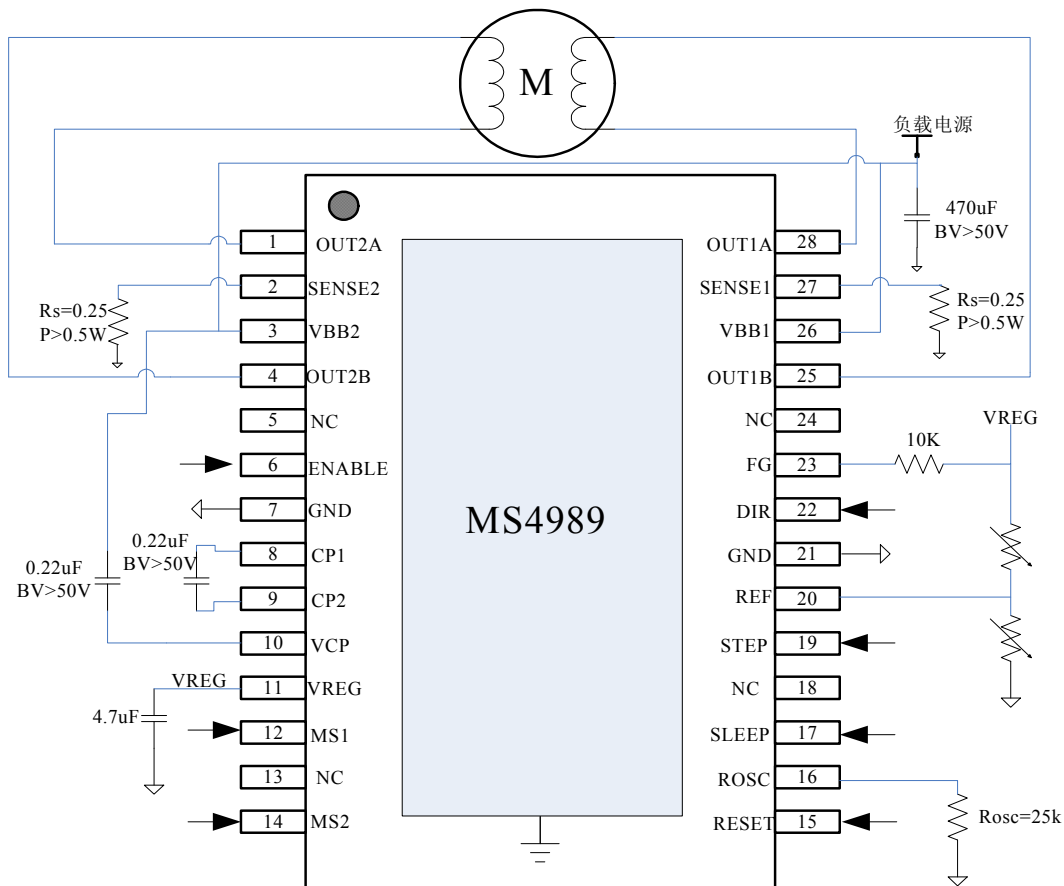 M
负载电源
470uF
BV>50V
1
OUT2A
OUT1A
28
2
SENSE2
SENSE1
27
Rs=0.25
P>0.5W
Rs=0.25
P>0.5W
3
VBB2
VBB1
26
4
OUT2B
OUT1B
25
5
NC
NC
24
VREG
10K
6
ENABLE
FG
23
7
GND
MS4989
DIR
22
0.22uF
BV>50V
0.22uF
BV>50V
8
CP1
GND
21
9
CP2
REF
20
10
VCP
STEP
19
VREG
11
VREG
NC
18
4.7uF
12
MS1
SLEEP
17
13
NC
ROSC
16
14
MS2
RESET
15
Rosc=25k